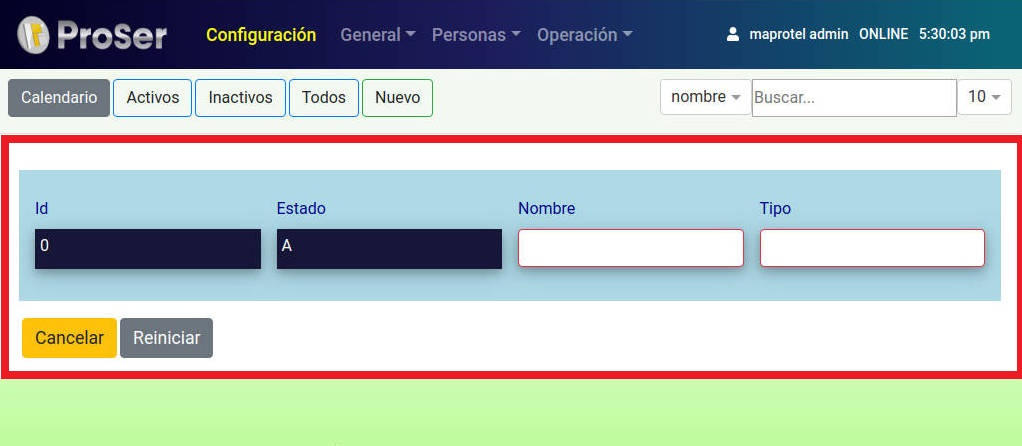 ProSer Configuración General Personas Operación maprotel admin ONLINE 5:30:03 pm
Calendario Activos Inactivos Todos Nuevo nombre Buscar... 10
Id Estado Nombre Tipo
0 A
Cancelar Reiniciar